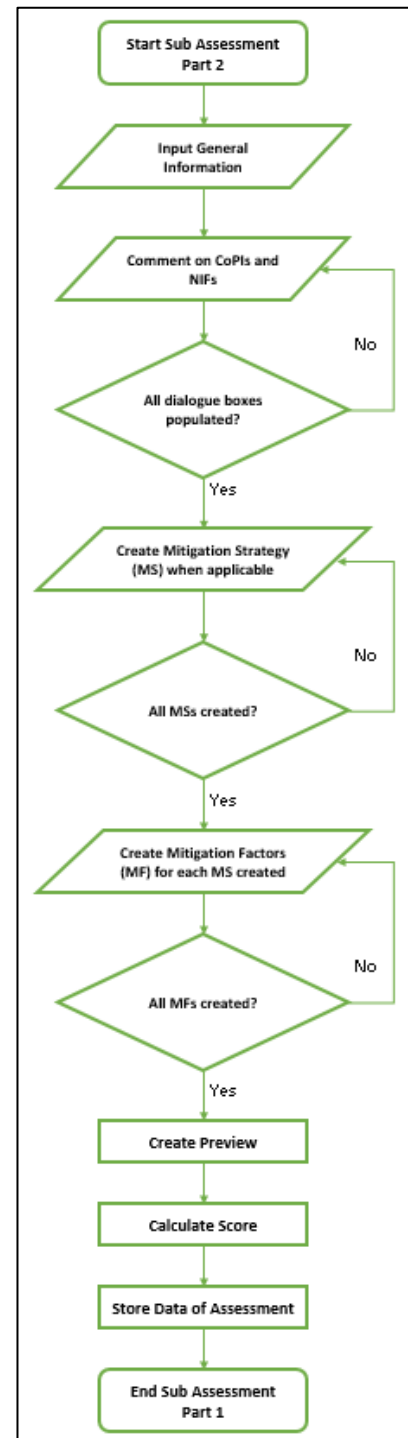 Start Sub Assessment
Part 2
Input General
Information
Comment on CoPIs and
NIFs
No
All dialogue boxes
populated?
Yes
Create Mitigation Strategy
(MS) when applicable
No
All MSs created?
Yes
Create Mitigation Factors
(MF) for each MS created
No
All MFs created?
Yes
Create Preview
Calculate Score
Store Data of Assessment
End Sub Assessment
Part 1